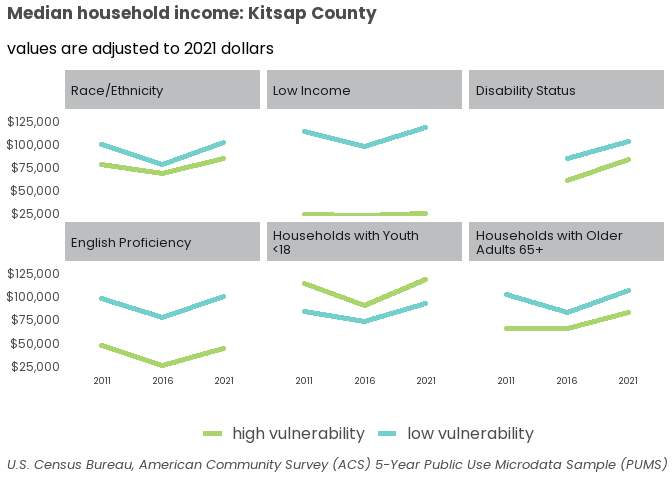 Median household income: Kitsap County
values are adjusted to 2021 dollars
Race/Ethnicity
Low Income
Disability Status
$125,000
$100,000
$75,000
$50,000
$25,000
English Proficiency
Households with Youth
<18
Households with Older
Adults 65+
$125,000
$100,000
$75,000
$50,000
$25,000
2011 2016 2021
2011 2016 2021
2011 2016 2021
high vulnerability low vulnerability
U.S. Census Bureau, American Community Survey (ACS) 5-Year Public Use Microdata Sample (PUMS)